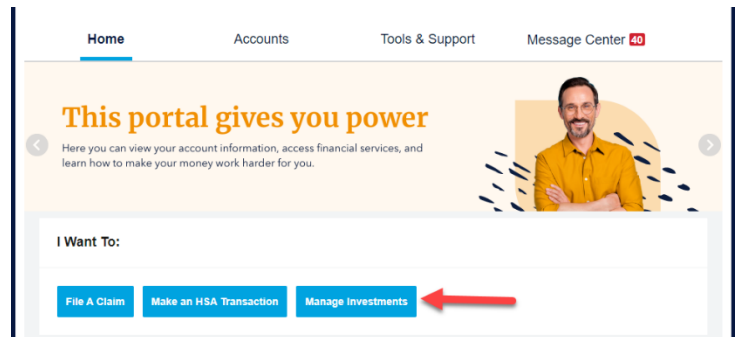 Home Accounts Tools & Support Message Center 40
This portal gives you power
Here you can view your account information, access financial services, and
learn how to make your money work harder for you.
I Want To:
File A Claim Make an HSA Transaction Manage Investments